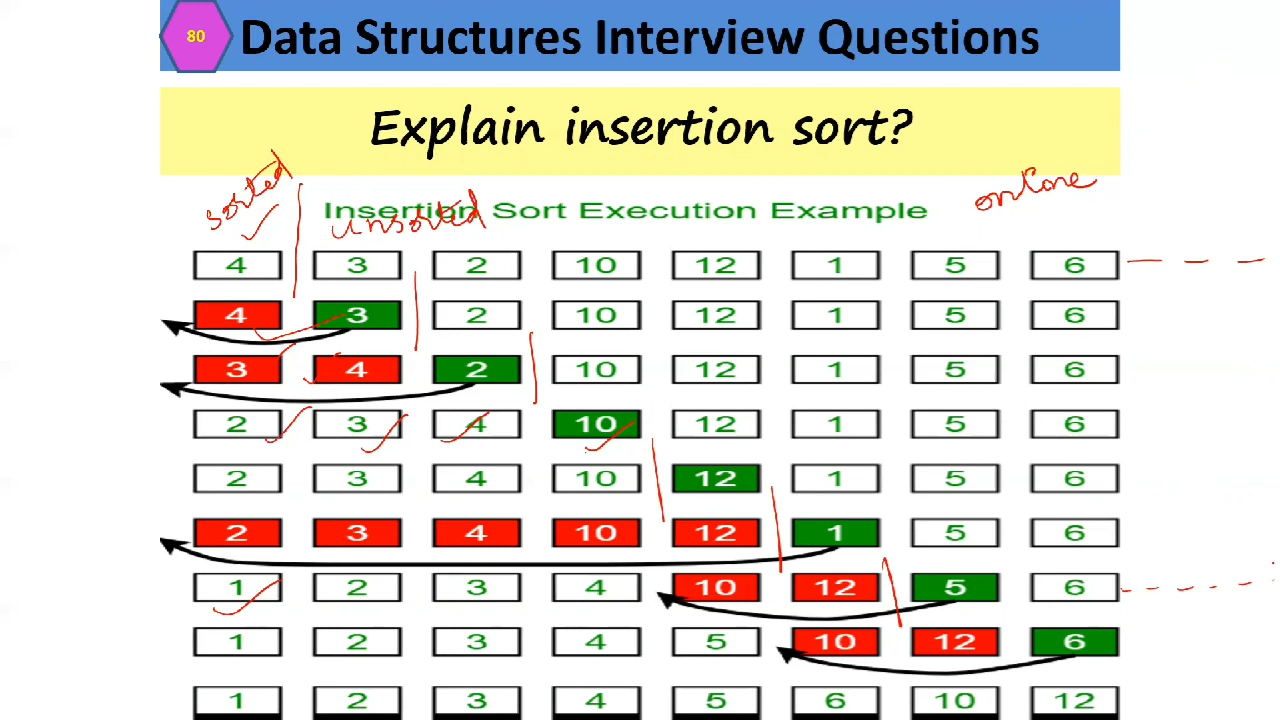 80 Data Structures Interview Questions
Explain insertion sort?
sorted unsorted
Insertion Sort Execution Example
4 3 2 10 12 1 5 6
4 3 2 10 12 1 5 6
3 4 2 10 12 1 5 6
2 3 4 10 12 1 5 6
2 3 4 10 12 1 5 6
2 3 4 10 12 1 5 6
1 2 3 4 10 12 5 6
1 2 3 4 5 10 12 6
1 2 3 4 5 6 10 12